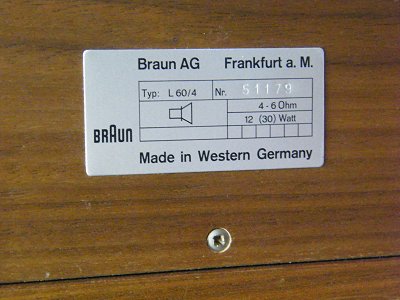 Braun AG Frankfurt a. M.
Typ: L 60/4 Nr. 51179
4 - 6 Ohm
12 (30) Watt
BRAUN
Made in Western Germany